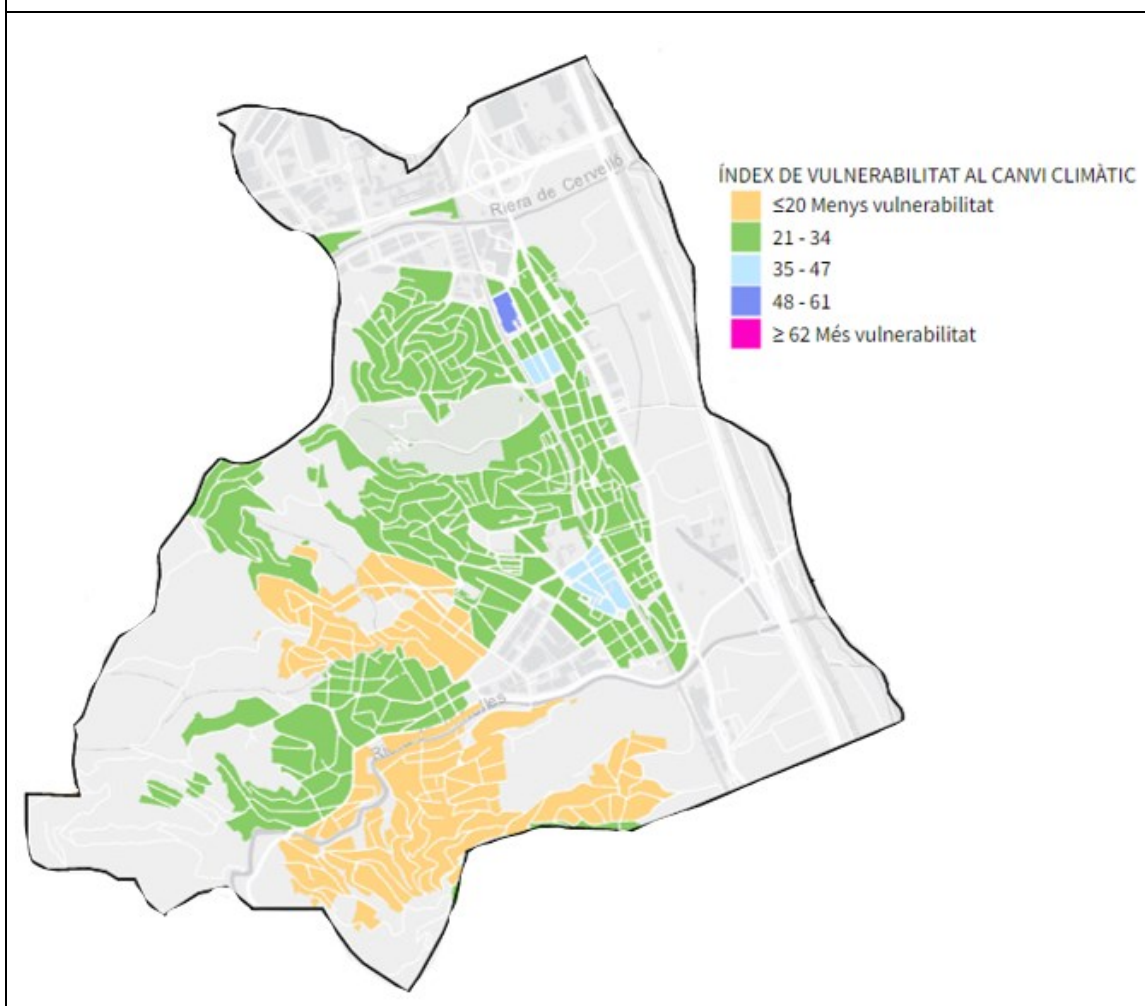 Riera de Cervelló
ÍNDEX DE VULNERABILITAT AL CANVI CLIMÀTIC
≤20 Menys vulnerabilitat
21 - 34
35 - 47
48 - 61
≥ 62 Més vulnerabilitat